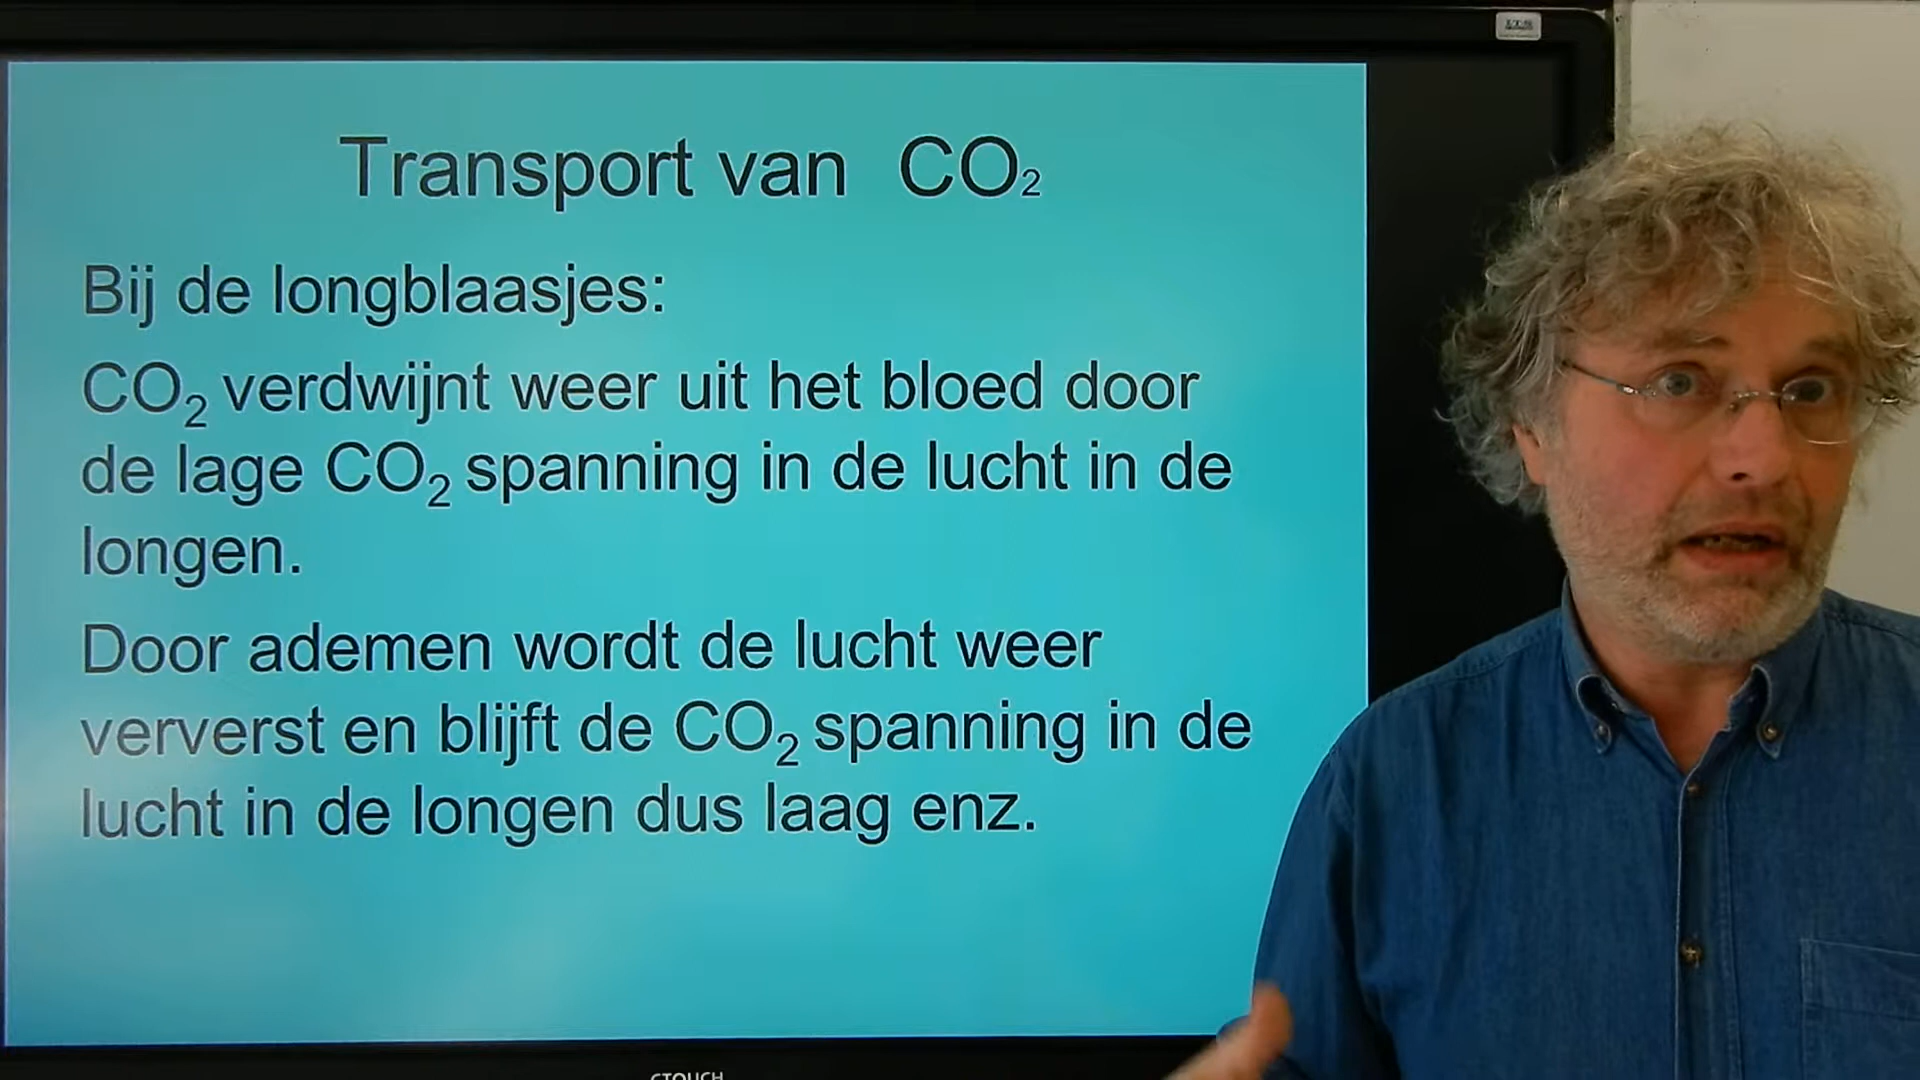 Transport van CO₂
Bij de longblaasjes:
CO₂ verdwijnt weer uit het bloed door
de lage CO₂ spanning in de lucht in de
longen.
Door ademen wordt de lucht weer
ververst en blijft de CO₂ spanning in de
lucht in de longen dus laag enz.
CTOUCH